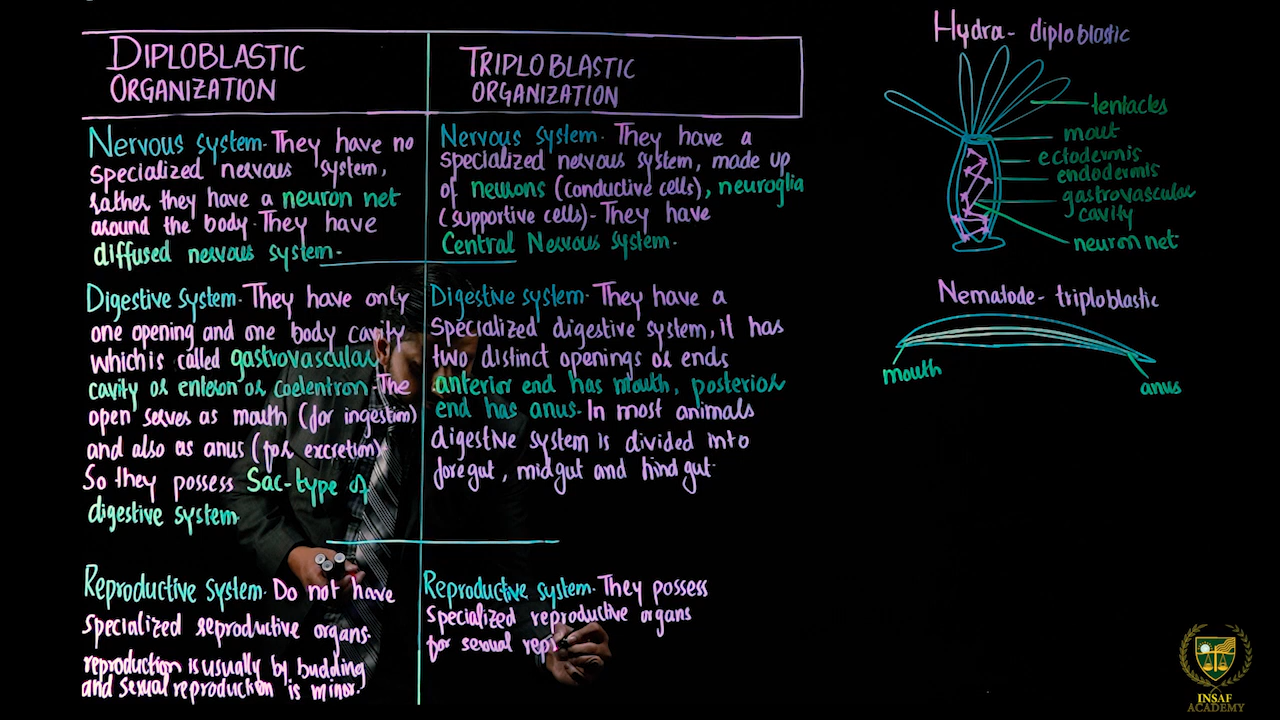 DIPLOBLASTIC
ORGANIZATION
Nervous system. They have no
specialized nervous system,
rather they have a neuron net
around the body. They have
diffused nervous system.
Digestive system. They have only
one opening and one body cavity
which is called gastrovascular
cavity or enteron or coelentron. The
open serves as mouth (for ingestion)
and also as anus (for excretion)
So they possess Sac-type of
digestive system
Reproductive system. Do not have
specialized reproductive organs.
reproduction is usually by budding
and sexual reproduction is minor.
TRIPLOBLASTIC
ORGANIZATION
Nervous system. They have a
specialized nervous system, made up
of neurons (conductive cells), neuroglia
(supportive cells). They have
Central Nervous system.
Digestive system. They have a
specialized digestive system, it has
two distinct openings or ends
anterior end has mouth, posterior
end has anus. In most animals
digestive system is divided into
foregut, midgut and hind gut.
Reproductive system. They possess
specialized reproductive organs
for sexual repr
Hydra - diploblastic
tentacles
mout
ectodermis
endodermis
gastrovascular
cavity
neuron net
Nematode - triploblastic
mouth
anus
INSAF
ACADEMY